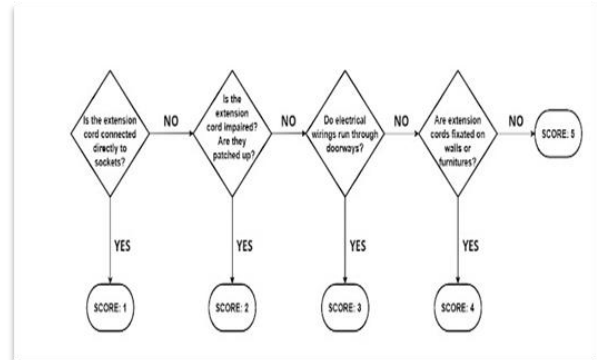 Is the extension
cord connected
directly to
sockets?
NO
Is the
extension
cord impaired?
Are they
patched up?
NO
Do electrical
wirings run through
doorways?
NO
Are extension
cords fixated on
walls or
furnitures?
NO
SCORE: 5
YES
YES
YES
YES
SCORE: 1
SCORE: 2
SCORE: 3
SCORE: 4